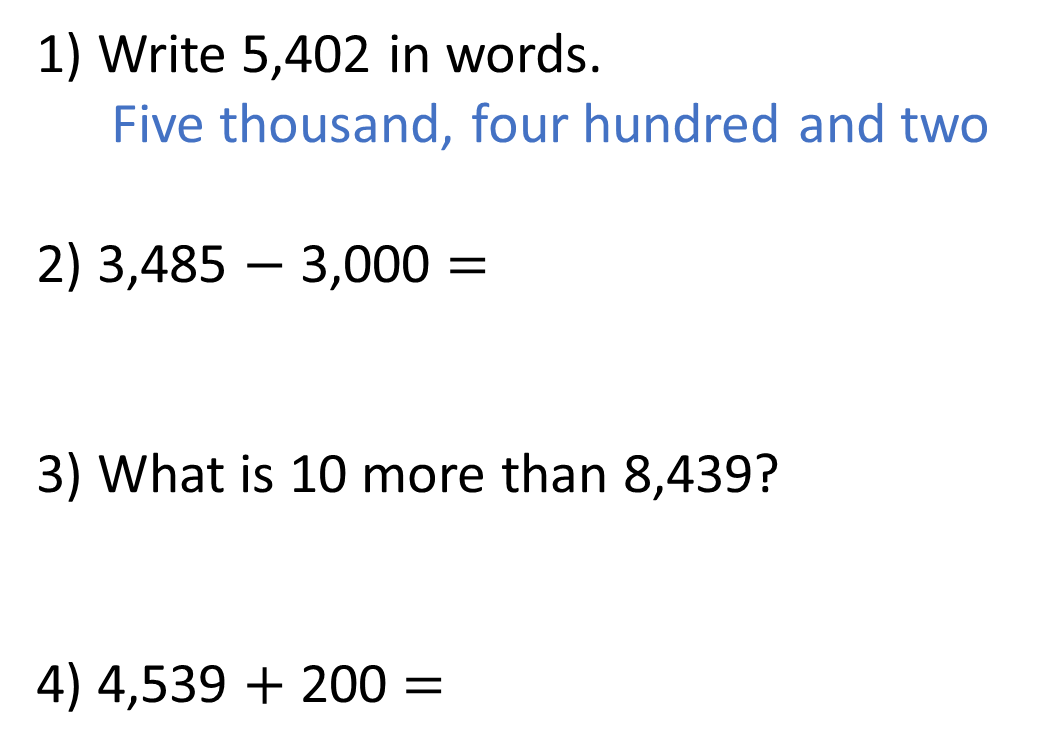 1) Write 5,402 in words.
Five thousand, four hundred and two
2) 3,485 − 3,000 =
3) What is 10 more than 8,439?
4) 4,539 + 200 =